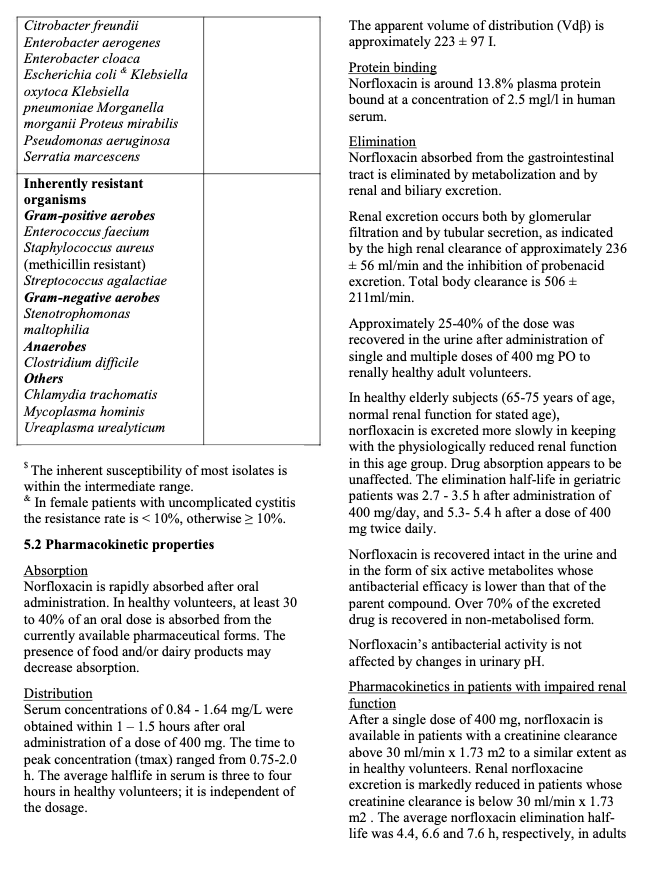 Citrobacter freundii
Enterobacter aerogenes
Enterobacter cloaca
Escherichia coli & Klebsiella
oxytoca Klebsiella
pneumoniae Morganella
morganii Proteus mirabilis
Pseudomonas aeruginosa
Serratia marcescens
Inherently resistant
organisms
Gram-positive aerobes
Enterococcus faecium
Staphylococcus aureus
(methicillin resistant)
Streptococcus agalactiae
Gram-negative aerobes
Stenotrophomonas
maltophilia
Anaerobes
Clostridium difficile
Others
Chlamydia trachomatis
Mycoplasma hominis
Ureaplasma urealyticum
$ The inherent susceptibility of most isolates is
within the intermediate range.
& In female patients with uncomplicated cystitis
the resistance rate is < 10%, otherwise ≥ 10%.
5.2 Pharmacokinetic properties
Absorption
Norfloxacin is rapidly absorbed after oral
administration. In healthy volunteers, at least 30
to 40% of an oral dose is absorbed from the
currently available pharmaceutical forms. The
presence of food and/or dairy products may
decrease absorption.
Distribution
Serum concentrations of 0.84 - 1.64 mg/L were
obtained within 1 – 1.5 hours after oral
administration of a dose of 400 mg. The time to
peak concentration (tmax) ranged from 0.75-2.0
h. The average halflife in serum is three to four
hours in healthy volunteers; it is independent of
the dosage.
The apparent volume of distribution (Vdβ) is
approximately 223 ± 97 I.
Protein binding
Norfloxacin is around 13.8% plasma protein
bound at a concentration of 2.5 mgl/l in human
serum.
Elimination
Norfloxacin absorbed from the gastrointestinal
tract is eliminated by metabolization and by
renal and biliary excretion.
Renal excretion occurs both by glomerular
filtration and by tubular secretion, as indicated
by the high renal clearance of approximately 236
± 56 ml/min and the inhibition of probenacid
excretion. Total body clearance is 506 ±
211ml/min.
Approximately 25-40% of the dose was
recovered in the urine after administration of
single and multiple doses of 400 mg PO to
renally healthy adult volunteers.
In healthy elderly subjects (65-75 years of age,
normal renal function for stated age),
norfloxacin is excreted more slowly in keeping
with the physiologically reduced renal function
in this age group. Drug absorption appears to be
unaffected. The elimination half-life in geriatric
patients was 2.7 - 3.5 h after administration of
400 mg/day, and 5.3- 5.4 h after a dose of 400
mg twice daily.
Norfloxacin is recovered intact in the urine and
in the form of six active metabolites whose
antibacterial efficacy is lower than that of the
parent compound. Over 70% of the excreted
drug is recovered in non-metabolised form.
Norfloxacin’s antibacterial activity is not
affected by changes in urinary pH.
Pharmacokinetics in patients with impaired renal
function
After a single dose of 400 mg, norfloxacin is
available in patients with a creatinine clearance
above 30 ml/min x 1.73 m2 to a similar extent as
in healthy volunteers. Renal norfloxacine
excretion is markedly reduced in patients whose
creatinine clearance is below 30 ml/min x 1.73
m2 . The average norfloxacin elimination half-
life was 4.4, 6.6 and 7.6 h, respectively, in adults